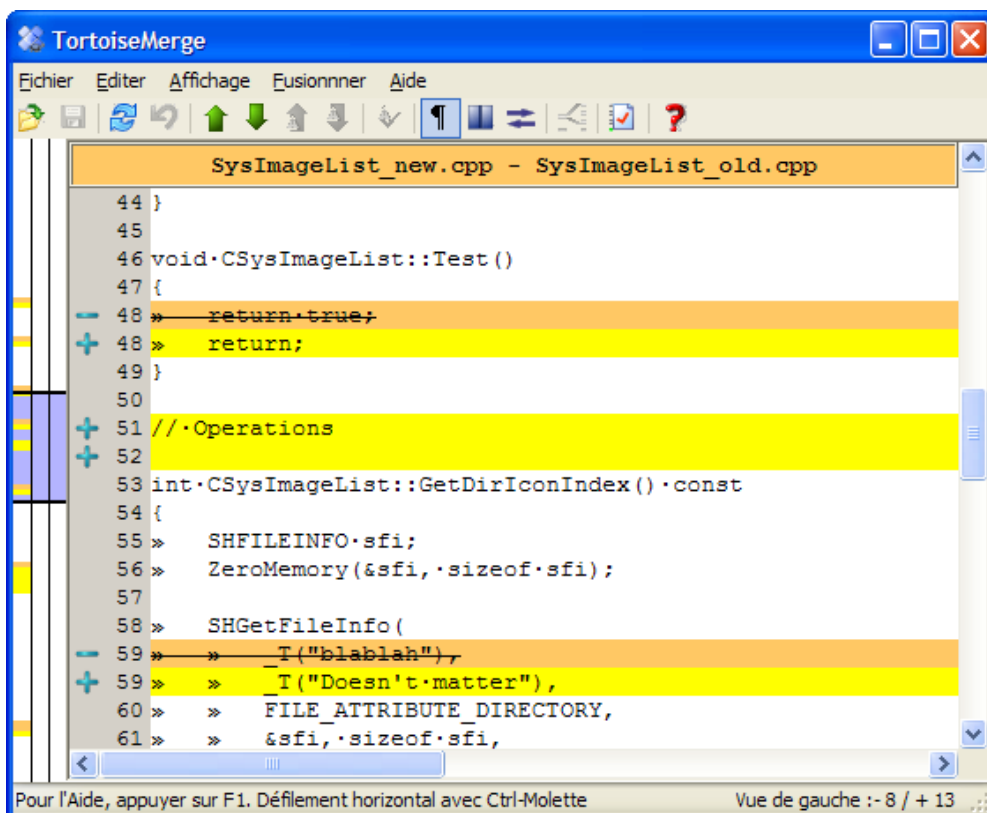 TortoiseMerge
Fichier Editer Affichage Fusionnner Aide
SysImageList_new.cpp - SysImageList_old.cpp
44 }
45
46 void·CSysImageList::Test()
47 {
48 » return·true;
48 » return;
49 }
50
51 //·Operations
52
53 int·CSysImageList::GetDirIconIndex()·const
54 {
55 » SHFILEINFO·sfi;
56 » ZeroMemory(&sfi,·sizeof·sfi);
57
58 » SHGetFileInfo(
59 » » _T("blablah"),
59 » » _T("Doesn't·matter"),
60 » » FILE_ATTRIBUTE_DIRECTORY,
61 » » &sfi,·sizeof·sfi,
Pour l'Aide, appuyer sur F1. Défilement horizontal avec Ctrl-Molette Vue de gauche :- 8 / + 13